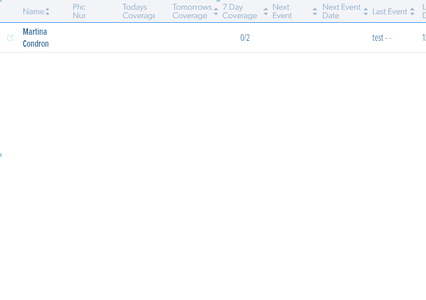 Name
Phc
Nur
Todays
Coverage
Tomorrows
Coverage
7 Day
Coverage
Next
Event
Next Event
Date
Last Event
L
D
Martina
Condron
0/2
test - -